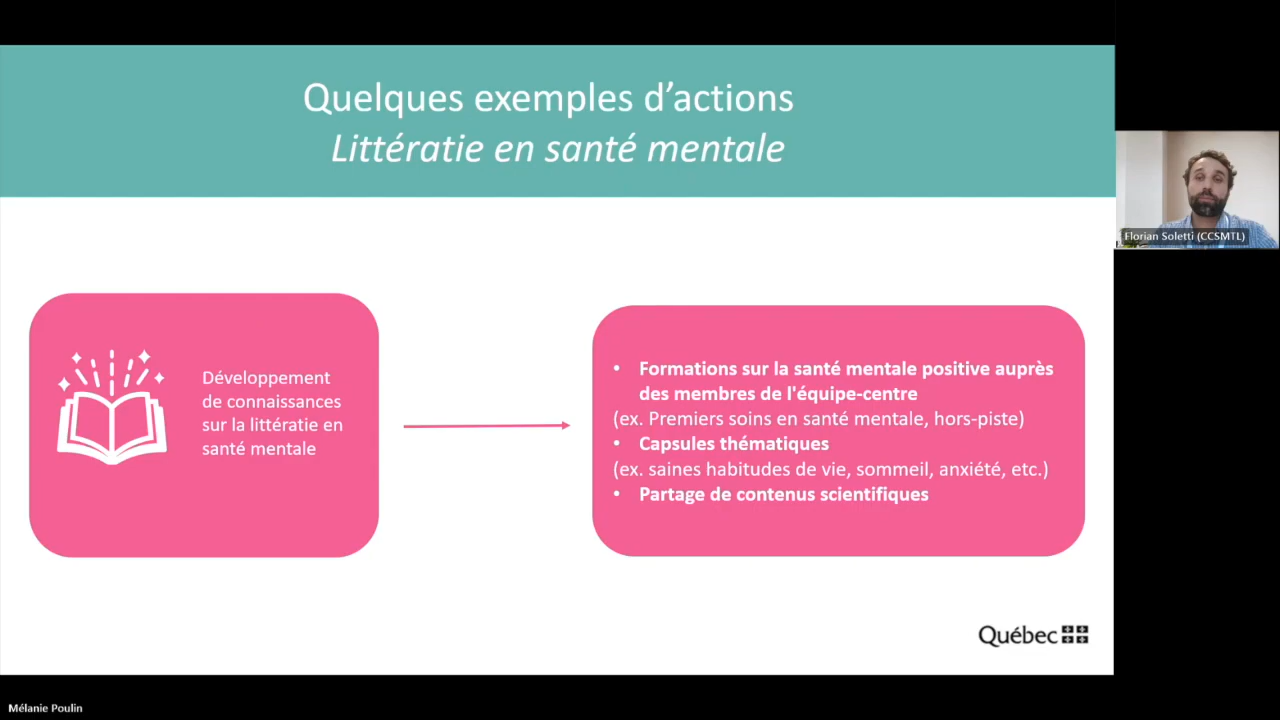 Quelques exemples d’actions
Littératie en santé mentale
Florian Soletti (CCSMTL)
Développement
de connaissances
sur la littératie en
santé mentale
• Formations sur la santé mentale positive auprès
des membres de l'équipe-centre
(ex. Premiers soins en santé mentale, hors-piste)
• Capsules thématiques
(ex. saines habitudes de vie, sommeil, anxiété, etc.)
• Partage de contenus scientifiques
Québec
Mélanie Poulin